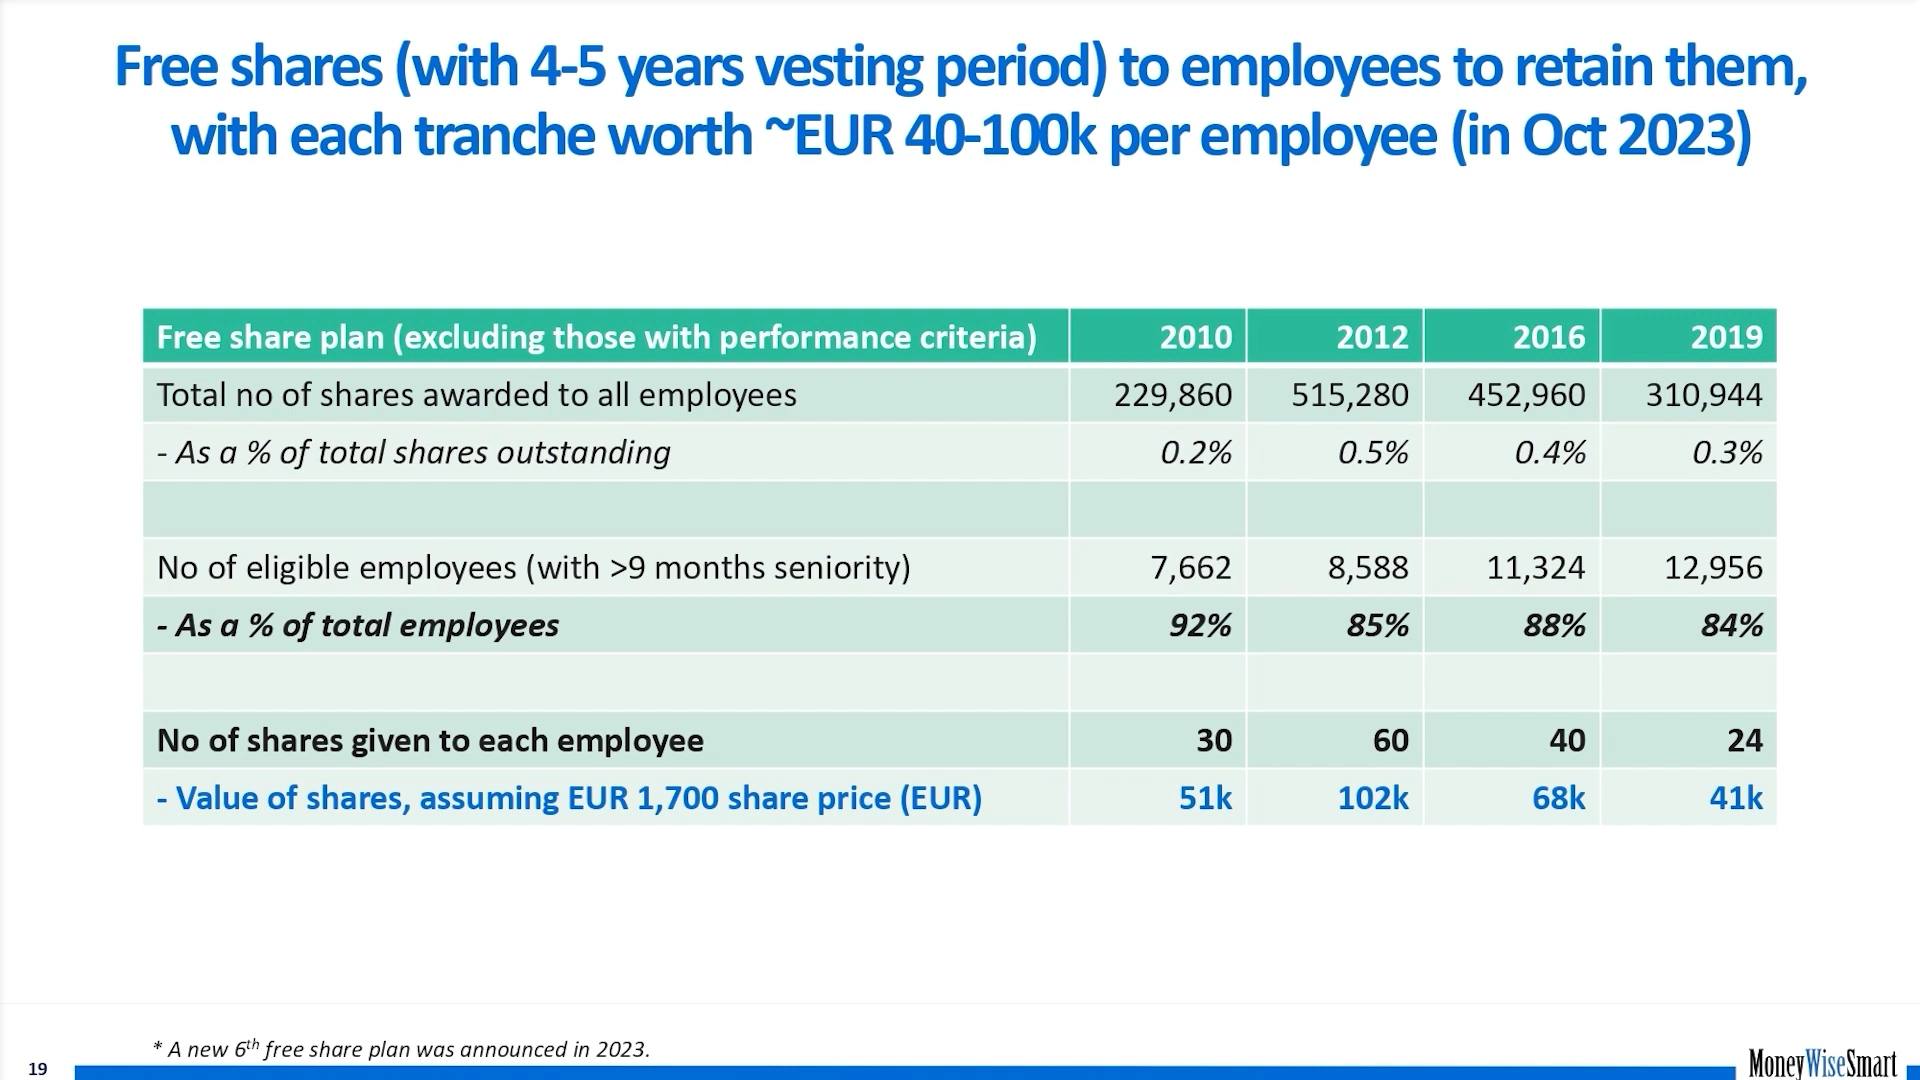 Free shares (with 4-5 years vesting period) to employees to retain them,
with each tranche worth ~EUR 40-100k per employee (in Oct 2023)
Free share plan (excluding those with performance criteria) 2010 2012 2016 2019
Total no of shares awarded to all employees 229,860 515,280 452,960 310,944
- As a % of total shares outstanding 0.2% 0.5% 0.4% 0.3%
No of eligible employees (with >9 months seniority) 7,662 8,588 11,324 12,956
- As a % of total employees 92% 85% 88% 84%
No of shares given to each employee 30 60 40 24
- Value of shares, assuming EUR 1,700 share price (EUR) 51k 102k 68k 41k
* A new 6th free share plan was announced in 2023.
19
MoneyWiseSmart